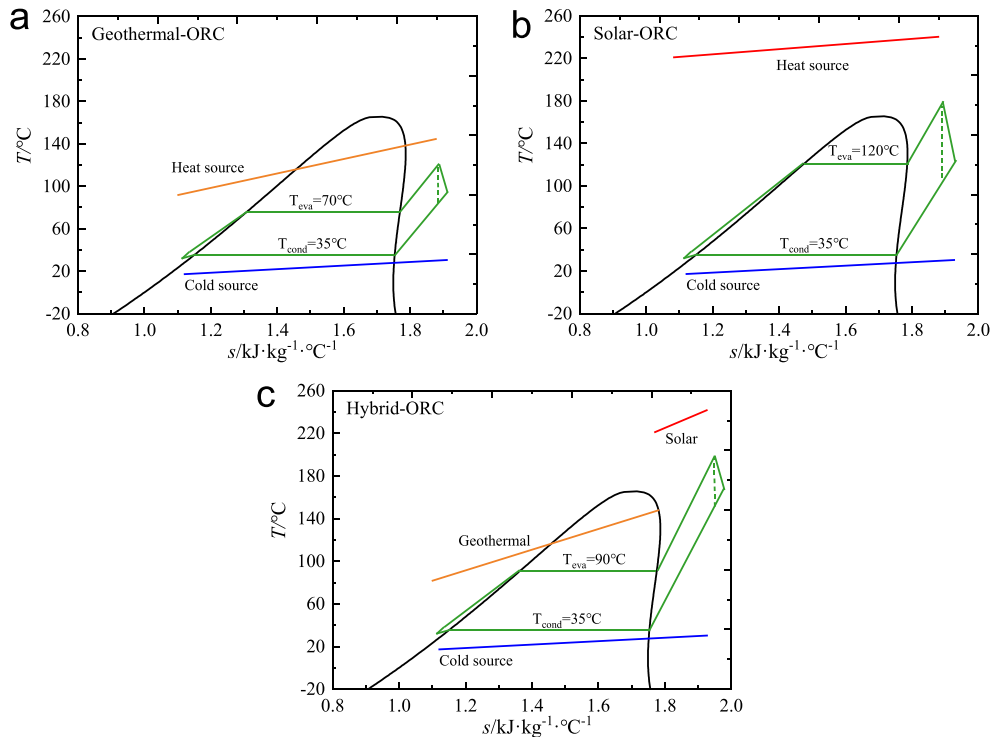 a
Geothermal-ORC
260
220
180
140
100
60
20
-20
T/°C
Heat source
T_eva=70°C
T_cond=35°C
Cold source
0.8 1.0 1.2 1.4 1.6 1.8 2.0
s/kJ·kg⁻¹·°C⁻¹
b
Solar-ORC
260
220
180
140
100
60
20
-20
T/°C
Heat source
T_eva=120°C
T_cond=35°C
Cold source
0.8 1.0 1.2 1.4 1.6 1.8 2.0
s/kJ·kg⁻¹·°C⁻¹
c
Hybrid-ORC
260
220
180
140
100
60
20
-20
T/°C
Solar
Geothermal
T_eva=90°C
T_cond=35°C
Cold source
0.8 1.0 1.2 1.4 1.6 1.8 2.0
s/kJ·kg⁻¹·°C⁻¹